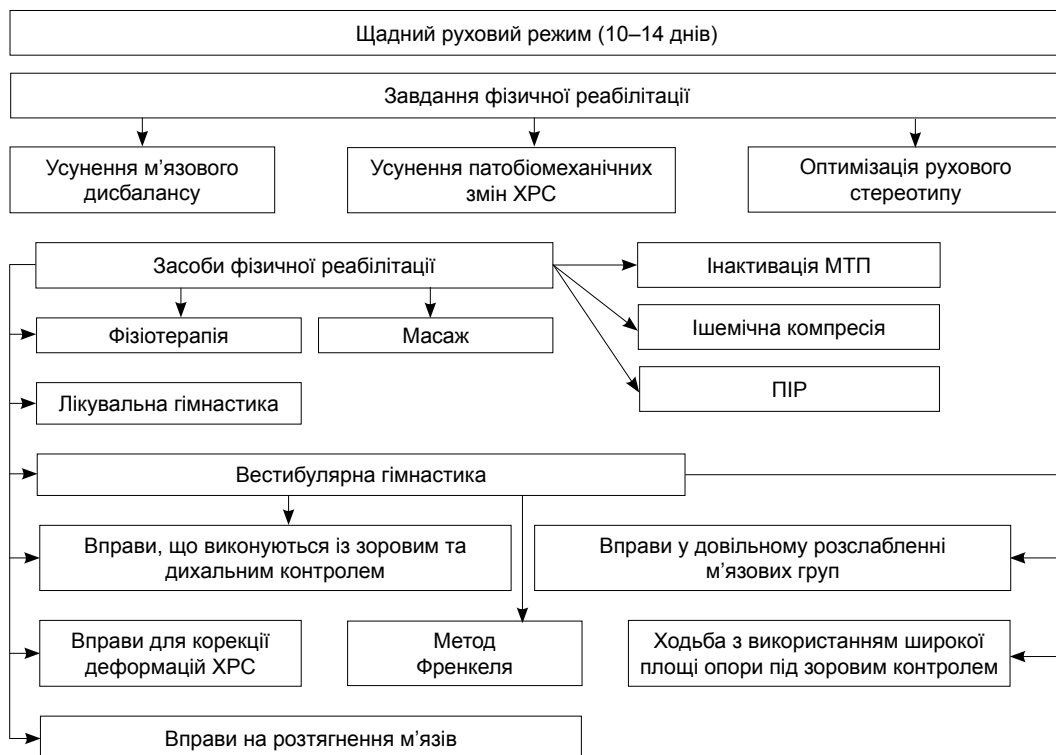 Щадний руховий режим (10–14 днів)
Завдання фізичної реабілітації
Усунення м’язового
дисбалансу
Усунення патобіомеханічних
змін ХРС
Оптимізація рухового
стереотипу
Засоби фізичної реабілітації
Інактивація МТП
Фізіотерапія
Масаж
Ішемічна компресія
ПІР
Лікувальна гімнастика
Вестибулярна гімнастика
Вправи, що виконуються із зоровим та
дихальним контролем
Вправи у довільному розслабленні
м’язових груп
Вправи для корекції
деформацій ХРС
Метод
Френкеля
Ходьба з використанням широкої
площі опори під зоровим контролем
Вправи на розтягнення м’язів